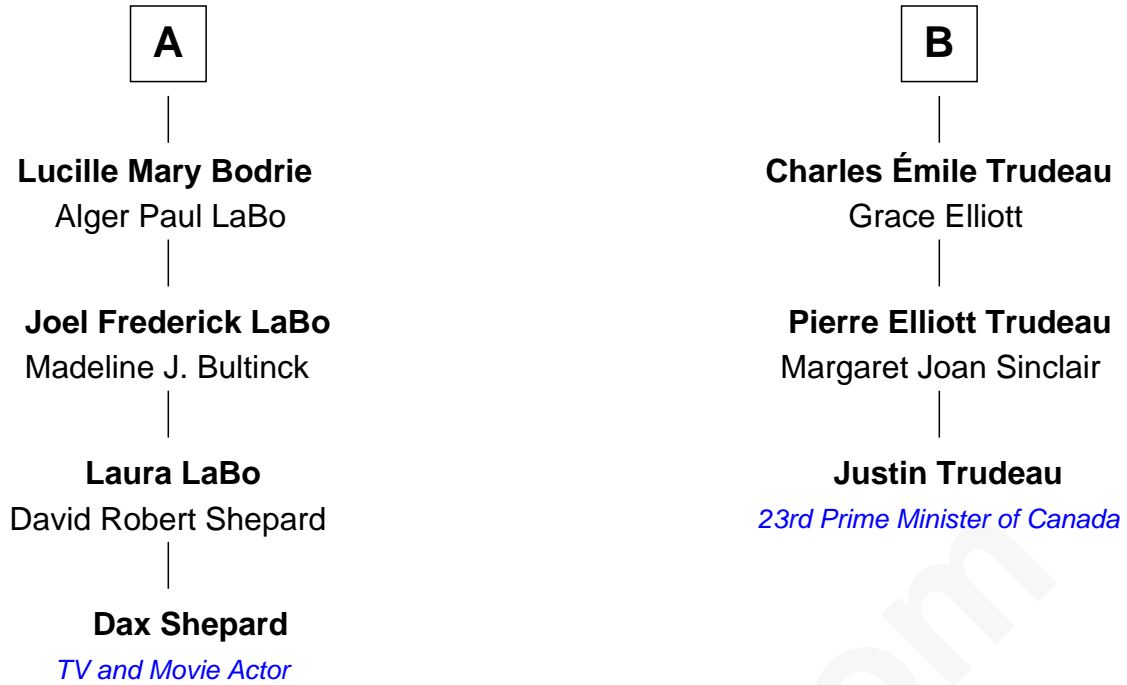 A
Lucille Mary Bodrie
Alger Paul LaBo
Joel Frederick LaBo
Madeline J. Bultinck
Laura LaBo
David Robert Shepard
Dax Shepard
TV and Movie Actor
B
Charles Émile Trudeau
Grace Elliott
Pierre Elliott Trudeau
Margaret Joan Sinclair
Justin Trudeau
23rd Prime Minister of Canada
om